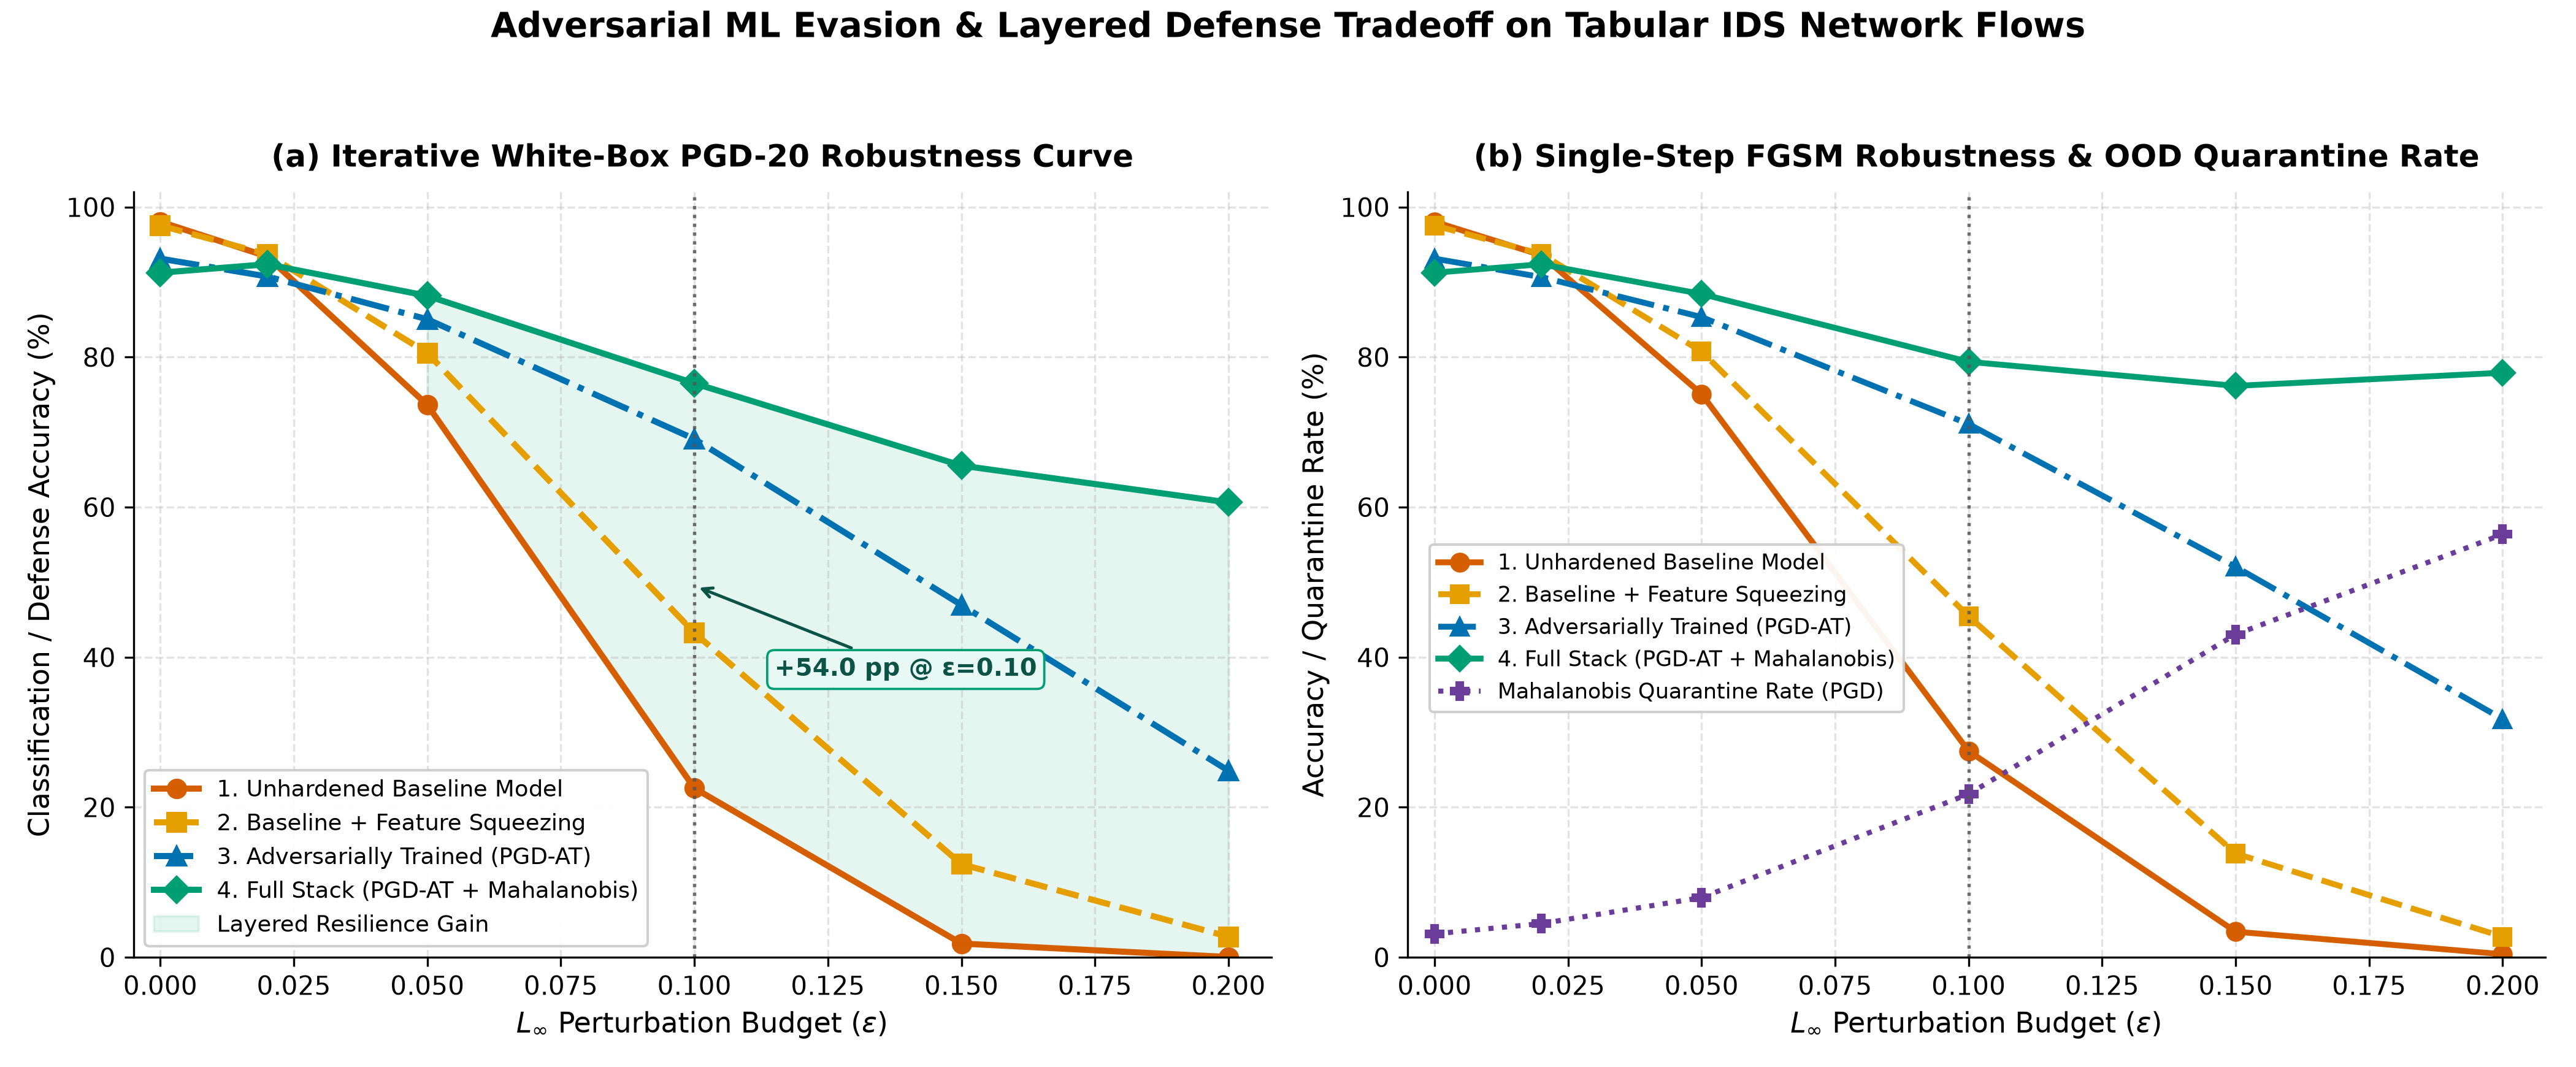 Adversarial ML Evasion & Layered Defense Tradeoff on Tabular IDS Network Flows
(a) Iterative White-Box PGD-20 Robustness Curve
Classification / Defense Accuracy (%)
100
80
60
40
20
0
+54.0 pp @ ε=0.10
1. Unhardened Baseline Model
2. Baseline + Feature Squeezing
3. Adversarially Trained (PGD-AT)
4. Full Stack (PGD-AT + Mahalanobis)
Layered Resilience Gain
0.000 0.025 0.050 0.075 0.100 0.125 0.150 0.175 0.200
L∞ Perturbation Budget (ε)
(b) Single-Step FGSM Robustness & OOD Quarantine Rate
Accuracy / Quarantine Rate (%)
100
80
60
40
20
0
1. Unhardened Baseline Model
2. Baseline + Feature Squeezing
3. Adversarially Trained (PGD-AT)
4. Full Stack (PGD-AT + Mahalanobis)
Mahalanobis Quarantine Rate (PGD)
0.000 0.025 0.050 0.075 0.100 0.125 0.150 0.175 0.200
L∞ Perturbation Budget (ε)